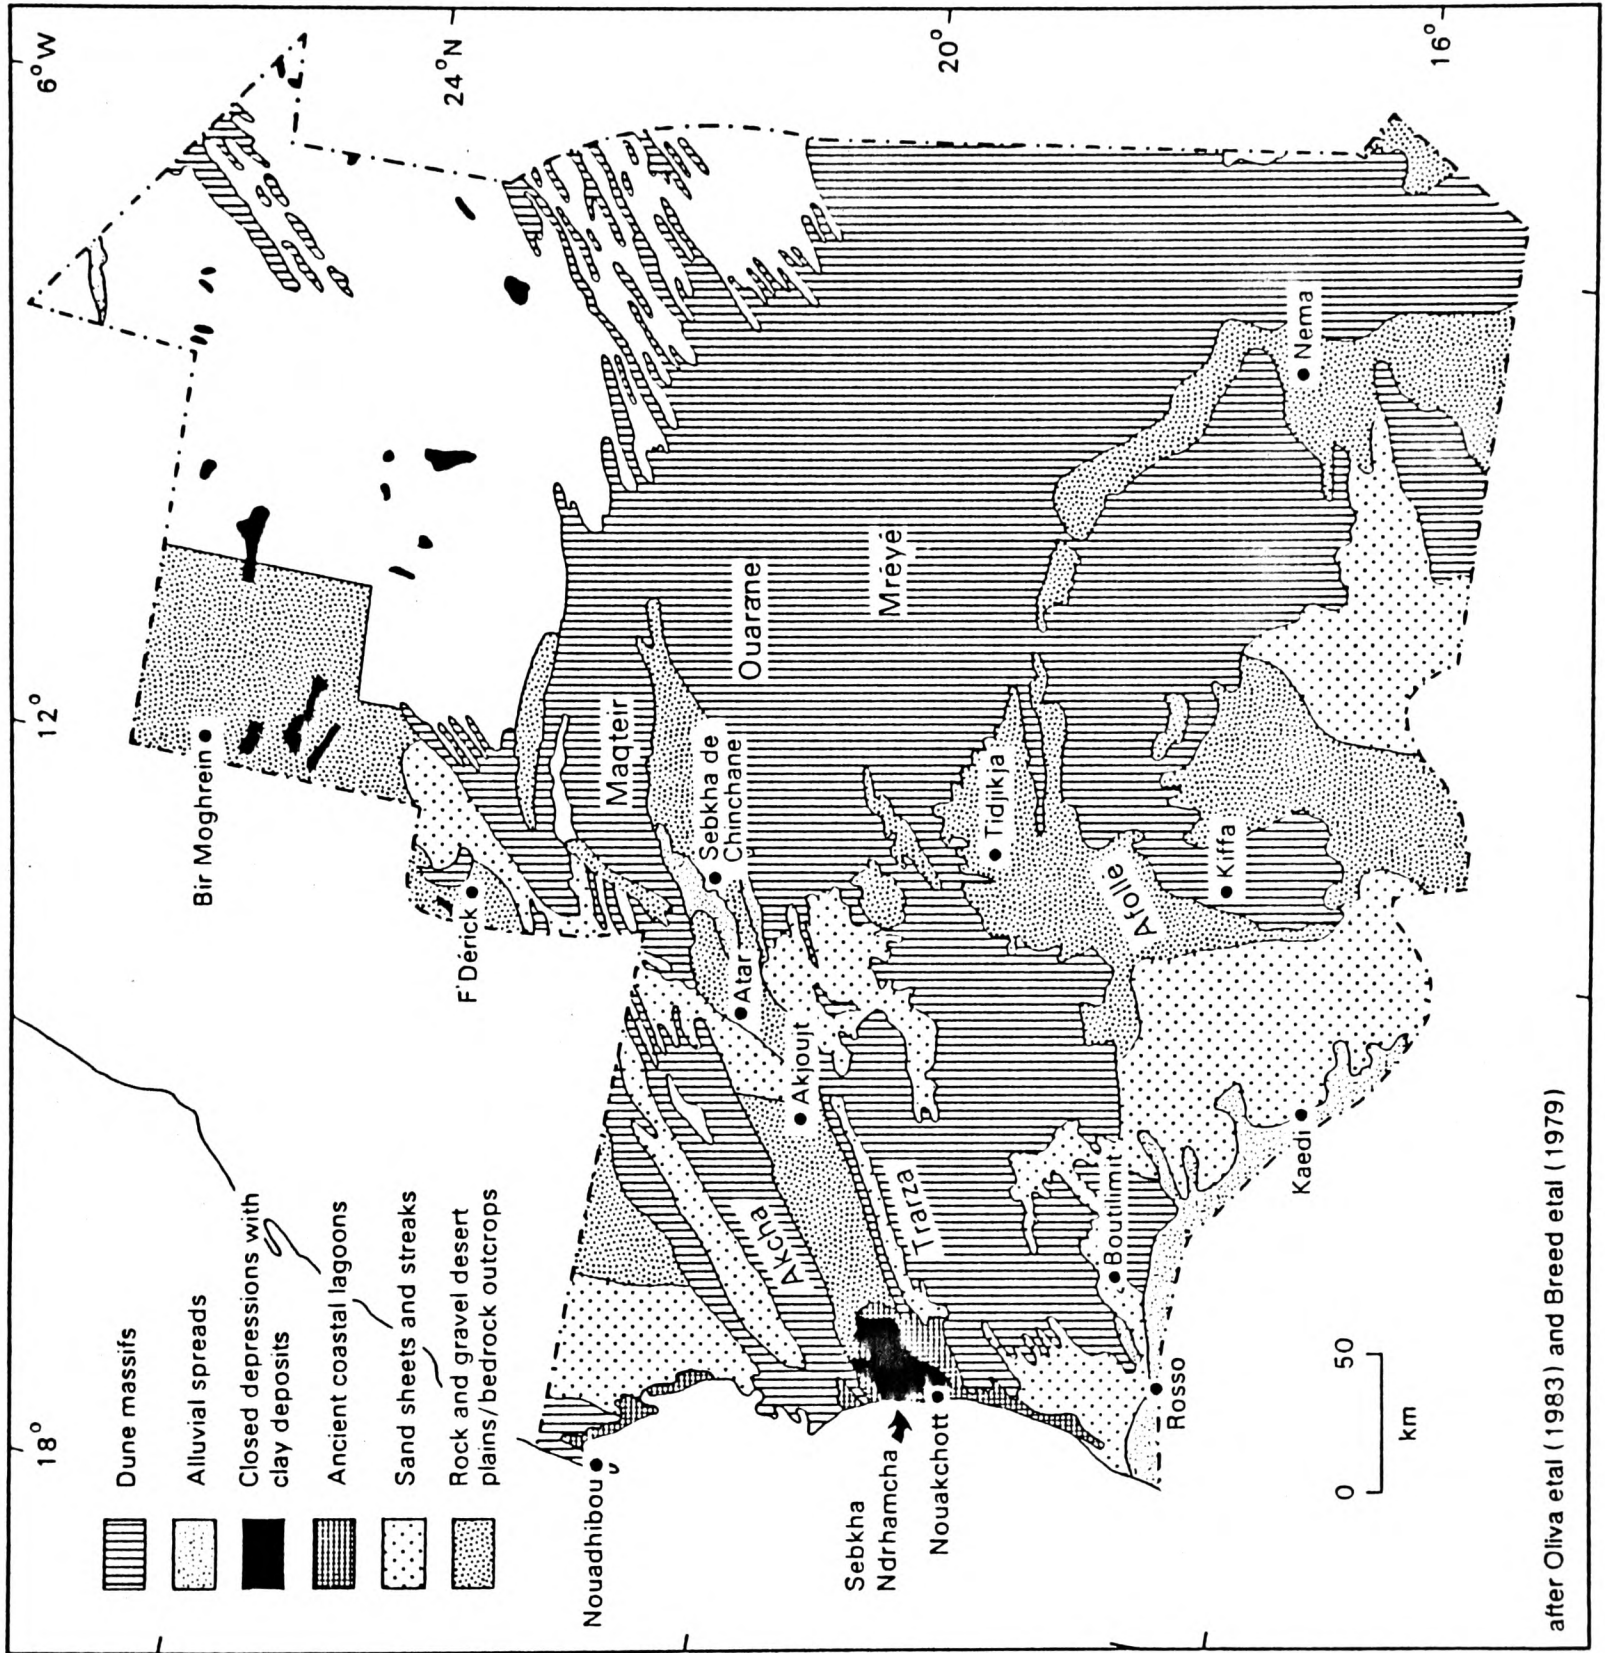 18°
12°
6°W
24°N
20°
16°
Dune massifs
Alluvial spreads
Closed depressions with
clay deposits
Ancient coastal lagoons
Sand sheets and streaks
Rock and gravel desert
plains/bedrock outcrops
Bir Moghrein
F'Dérick
Nouadhibou
Maqteir
Sebkha de
Chinchane
Ouarane
Mréyé
Atar
Akjoujt
Akcha
Trarza
Tidjikja
Afolle
Kiffa
Nema
Sebkha
Ndrhamcha
Nouakchott
Boutilimit
Rosso
Kaedi
0 50
km
after Oliva etal (1983) and Breed etal (1979)